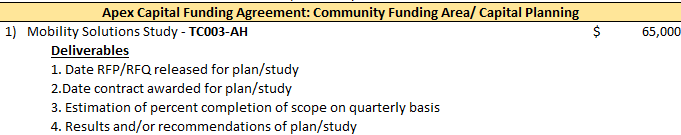 Apex Capital Funding Agreement: Community Funding Area/ Capital Planning
1) Mobility Solutions Study - TC003-AH $ 65,000
Deliverables
1. Date RFP/RFQ released for plan/study
2.Date contract awarded for plan/study
3. Estimation of percent completion of scope on quarterly basis
4. Results and/or recommendations of plan/study